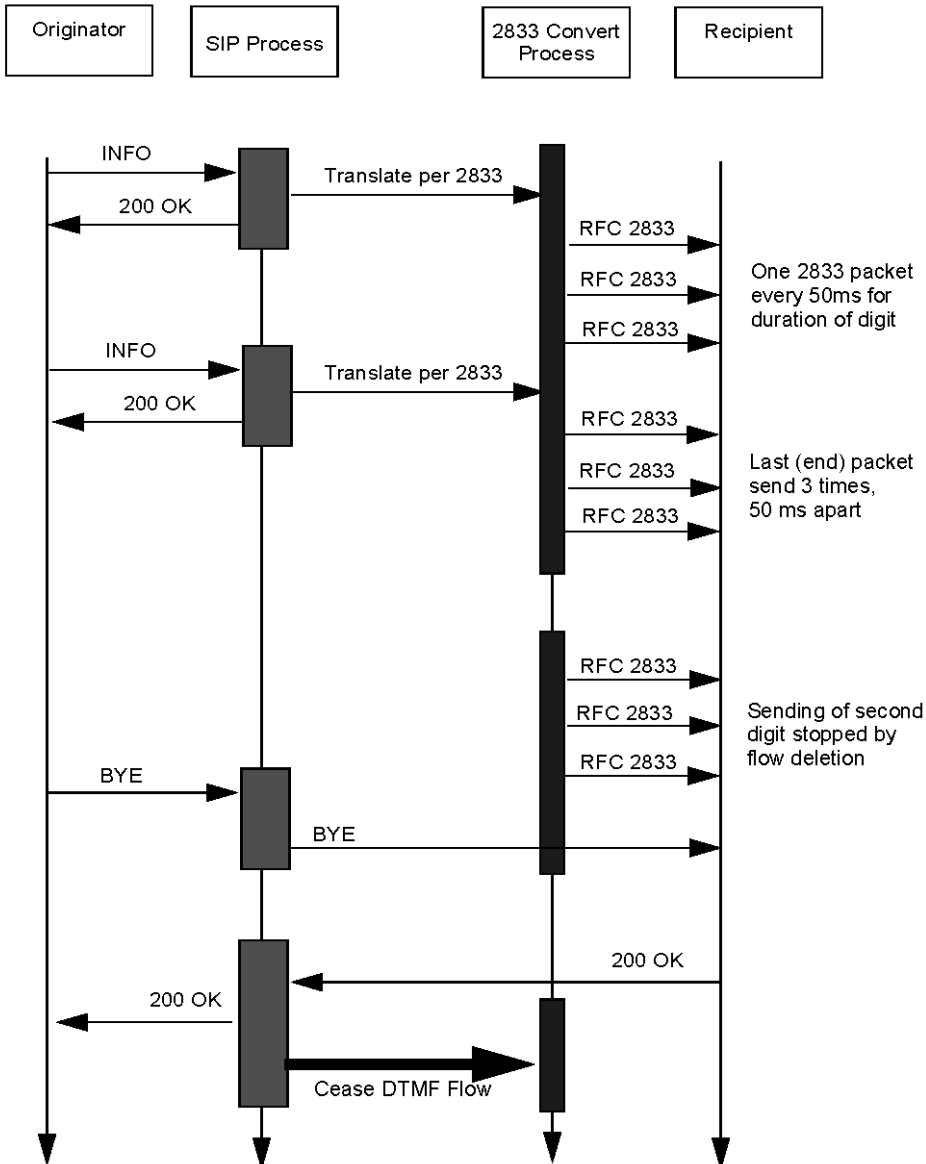 Originator
SIP Process
2833 Convert
Process
Recipient
INFO
Translate per 2833
200 OK
RFC 2833
RFC 2833
RFC 2833
One 2833 packet
every 50ms for
duration of digit
INFO
Translate per 2833
200 OK
RFC 2833
RFC 2833
RFC 2833
Last (end) packet
send 3 times,
50 ms apart
RFC 2833
RFC 2833
RFC 2833
Sending of second
digit stopped by
flow deletion
BYE
BYE
200 OK
200 OK
Cease DTMF Flow